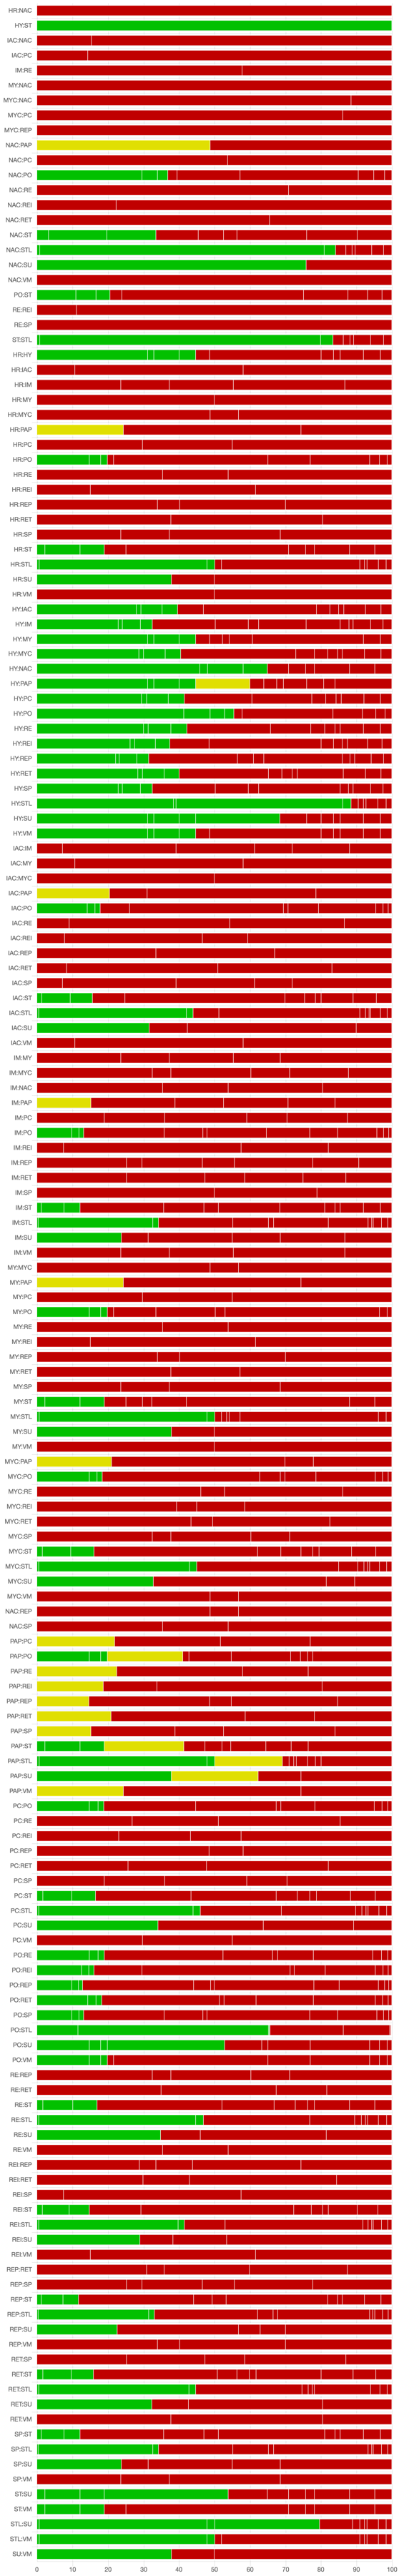 HR:NAC
HY:ST
IAC:NAC
IAC:PC
IM:RE
MY:NAC
MYC:NAC
MYC:PC
MYC:REP
NAC:PAP
NAC:PC
NAC:PO
NAC:RE
NAC:REI
NAC:RET
NAC:ST
NAC:STL
NAC:SU
NAC:VM
PO:ST
RE:REI
RE:SP
ST:STL
HR:HY
HR:IAC
HR:IM
HR:MY
HR:MYC
HR:PAP
HR:PC
HR:PO
HR:RE
HR:REI
HR:REP
HR:RET
HR:SP
HR:ST
HR:STL
HR:SU
HR:VM
HY:IAC
HY:IM
HY:MY
HY:MYC
HY:NAC
HY:PAP
HY:PC
HY:PO
HY:RE
HY:REI
HY:REP
HY:RET
HY:SP
HY:STL
HY:SU
HY:VM
IAC:IM
IAC:MY
IAC:MYC
IAC:PAP
IAC:PO
IAC:RE
IAC:REI
IAC:REP
IAC:RET
IAC:SP
IAC:ST
IAC:STL
IAC:SU
IAC:VM
IM:MY
IM:MYC
IM:NAC
IM:PAP
IM:PC
IM:PO
IM:REI
IM:REP
IM:RET
IM:SP
IM:ST
IM:STL
IM:SU
IM:VM
MY:MYC
MY:PAP
MY:PC
MY:PO
MY:RE
MY:REI
MY:REP
MY:RET
MY:SP
MY:ST
MY:STL
MY:SU
MY:VM
MYC:PAP
MYC:PO
MYC:RE
MYC:REI
MYC:RET
MYC:SP
MYC:ST
MYC:STL
MYC:SU
MYC:VM
NAC:REP
NAC:SP
PAP:PC
PAP:PO
PAP:RE
PAP:REI
PAP:REP
PAP:RET
PAP:SP
PAP:ST
PAP:STL
PAP:SU
PAP:VM
PC:PO
PC:RE
PC:REI
PC:REP
PC:RET
PC:SP
PC:ST
PC:STL
PC:SU
PC:VM
PO:RE
PO:REI
PO:REP
PO:RET
PO:SP
PO:STL
PO:SU
PO:VM
RE:REP
RE:RET
RE:ST
RE:STL
RE:SU
RE:VM
REI:REP
REI:RET
REI:SP
REI:ST
REI:STL
REI:SU
REI:VM
REP:RET
REP:SP
REP:ST
REP:STL
REP:SU
REP:VM
RET:SP
RET:ST
RET:STL
RET:SU
RET:VM
SP:ST
SP:STL
SP:SU
SP:VM
ST:SU
ST:VM
STL:SU
STL:VM
SU:VM
0 10 20 30 40 50 60 70 80 90 100